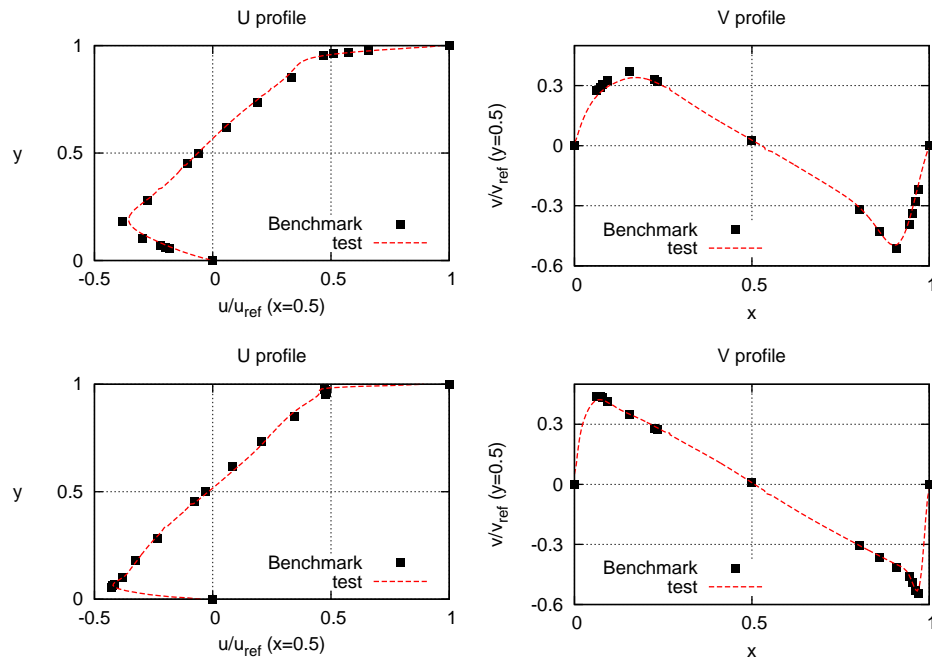 U profile
1
y
0.5
Benchmark
test
0
-0.5 0 0.5 1
u/u_ref (x=0.5)
V profile
0.3
v/v_ref (y=0.5)
0
-0.3
Benchmark
test
-0.6
0 0.5 1
x
U profile
1
y
0.5
Benchmark
test
0
-0.5 0 0.5 1
u/u_ref (x=0.5)
V profile
0.3
v/v_ref (y=0.5)
0
-0.3
Benchmark
test
-0.6
0 0.5 1
x